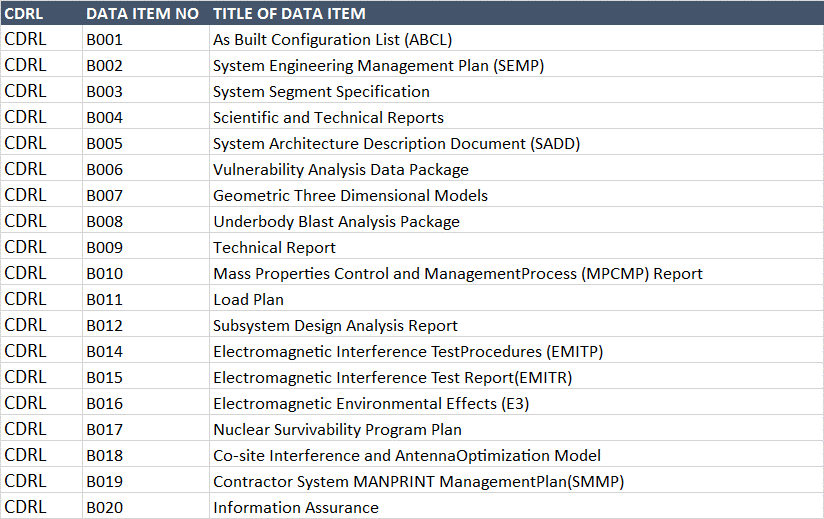 CDRL DATA ITEM NO TITLE OF DATA ITEM
CDRL B001 As Built Configuration List (ABCL)
CDRL B002 System Engineering Management Plan (SEMP)
CDRL B003 System Segment Specification
CDRL B004 Scientific and Technical Reports
CDRL B005 System Architecture Description Document (SADD)
CDRL B006 Vulnerability Analysis Data Package
CDRL B007 Geometric Three Dimensional Models
CDRL B008 Underbody Blast Analysis Package
CDRL B009 Technical Report
CDRL B010 Mass Properties Control and ManagementProcess (MPCMP) Report
CDRL B011 Load Plan
CDRL B012 Subsystem Design Analysis Report
CDRL B014 Electromagnetic Interference TestProcedures (EMITP)
CDRL B015 Electromagnetic Interference Test Report(EMITR)
CDRL B016 Electromagnetic Environmental Effects (E3)
CDRL B017 Nuclear Survivability Program Plan
CDRL B018 Co-site Interference and AntennaOptimization Model
CDRL B019 Contractor System MANPRINT ManagementPlan(SMMP)
CDRL B020 Information Assurance